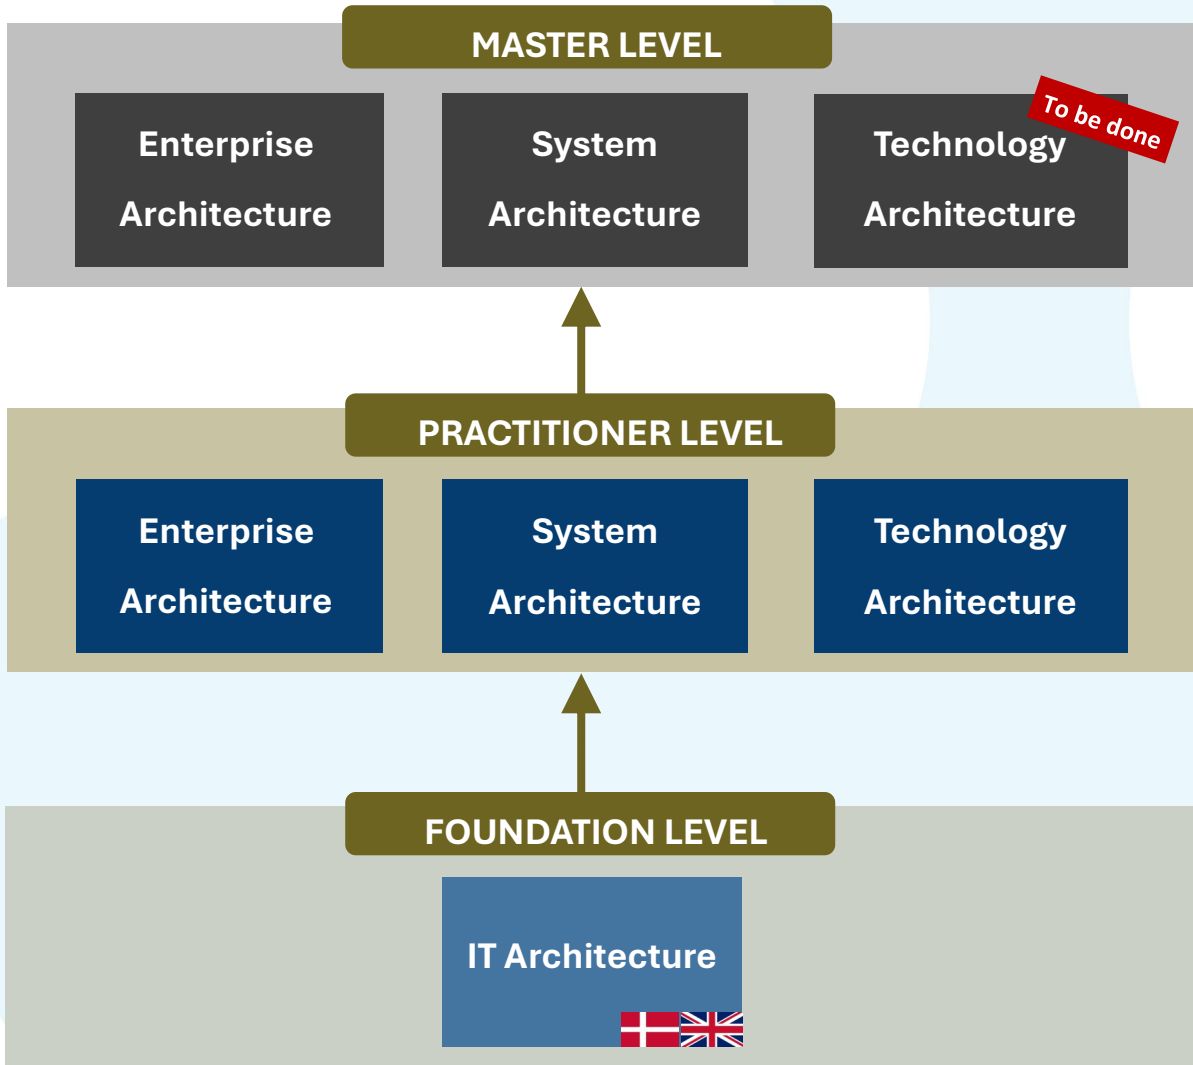 MASTER LEVEL
To be done
Enterprise
Architecture
System
Architecture
Technology
Architecture
PRACTITIONER LEVEL
Enterprise
Architecture
System
Architecture
Technology
Architecture
FOUNDATION LEVEL
IT Architecture